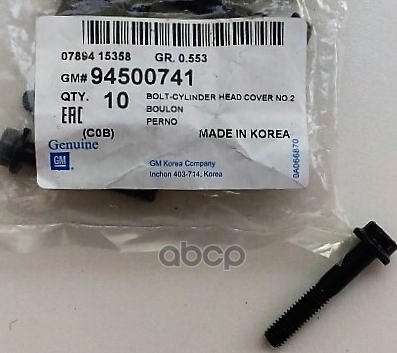 07894 15358 GR. 0.553
GM# 94500741
QTY. 10 BOLT-CYLINDER HEAD COVER NO.2
BOULON
PERNO
EAC
(C0B) MADE IN KOREA
Genuine
GM
GM Korea Company
Inchon 403-714, Korea
0A066870
abcp